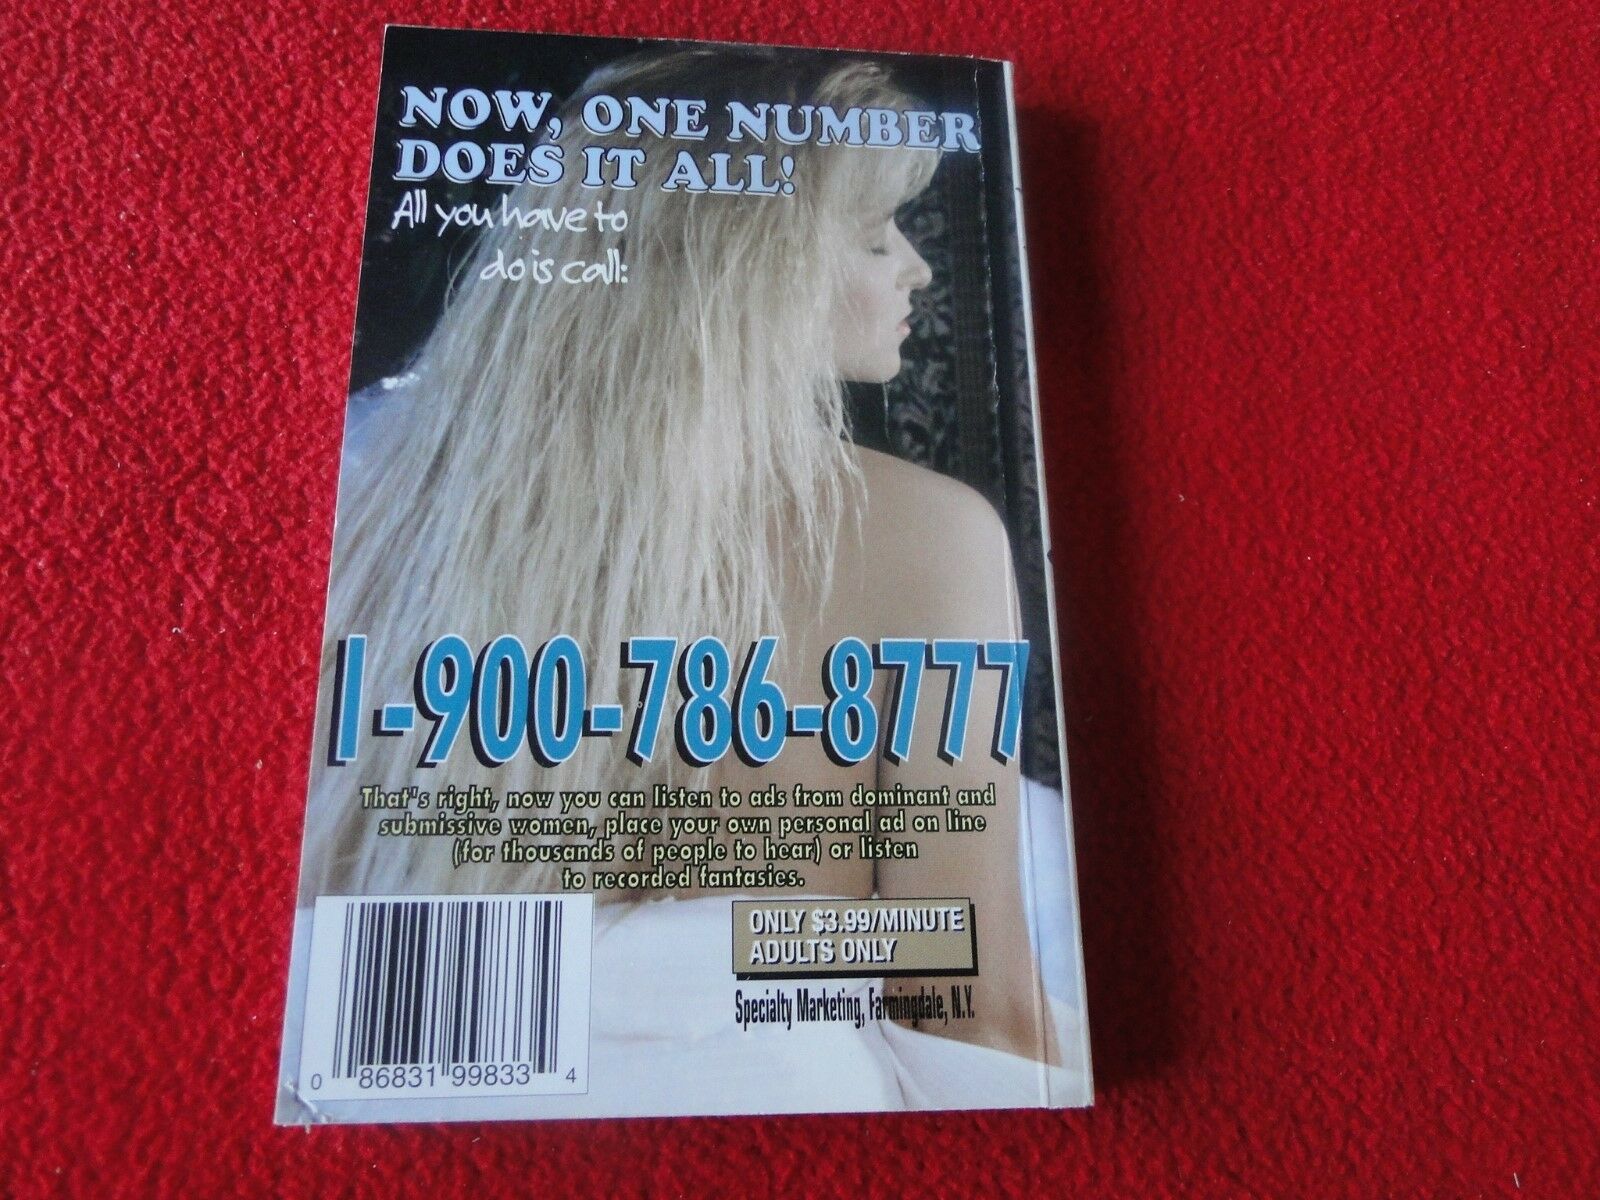 NOW, ONE NUMBER
DOES IT ALL!
All you have to
do is call:
1-900-786-8777
That's right, now you can listen to ads from dominant and
submissive women, place your own personal ad on line
(for thousands of people to hear) or listen
to recorded fantasies.
ONLY $3.99/MINUTE
ADULTS ONLY
Specialty Marketing, Farmingdale, N.Y.
0 86831 99833 4